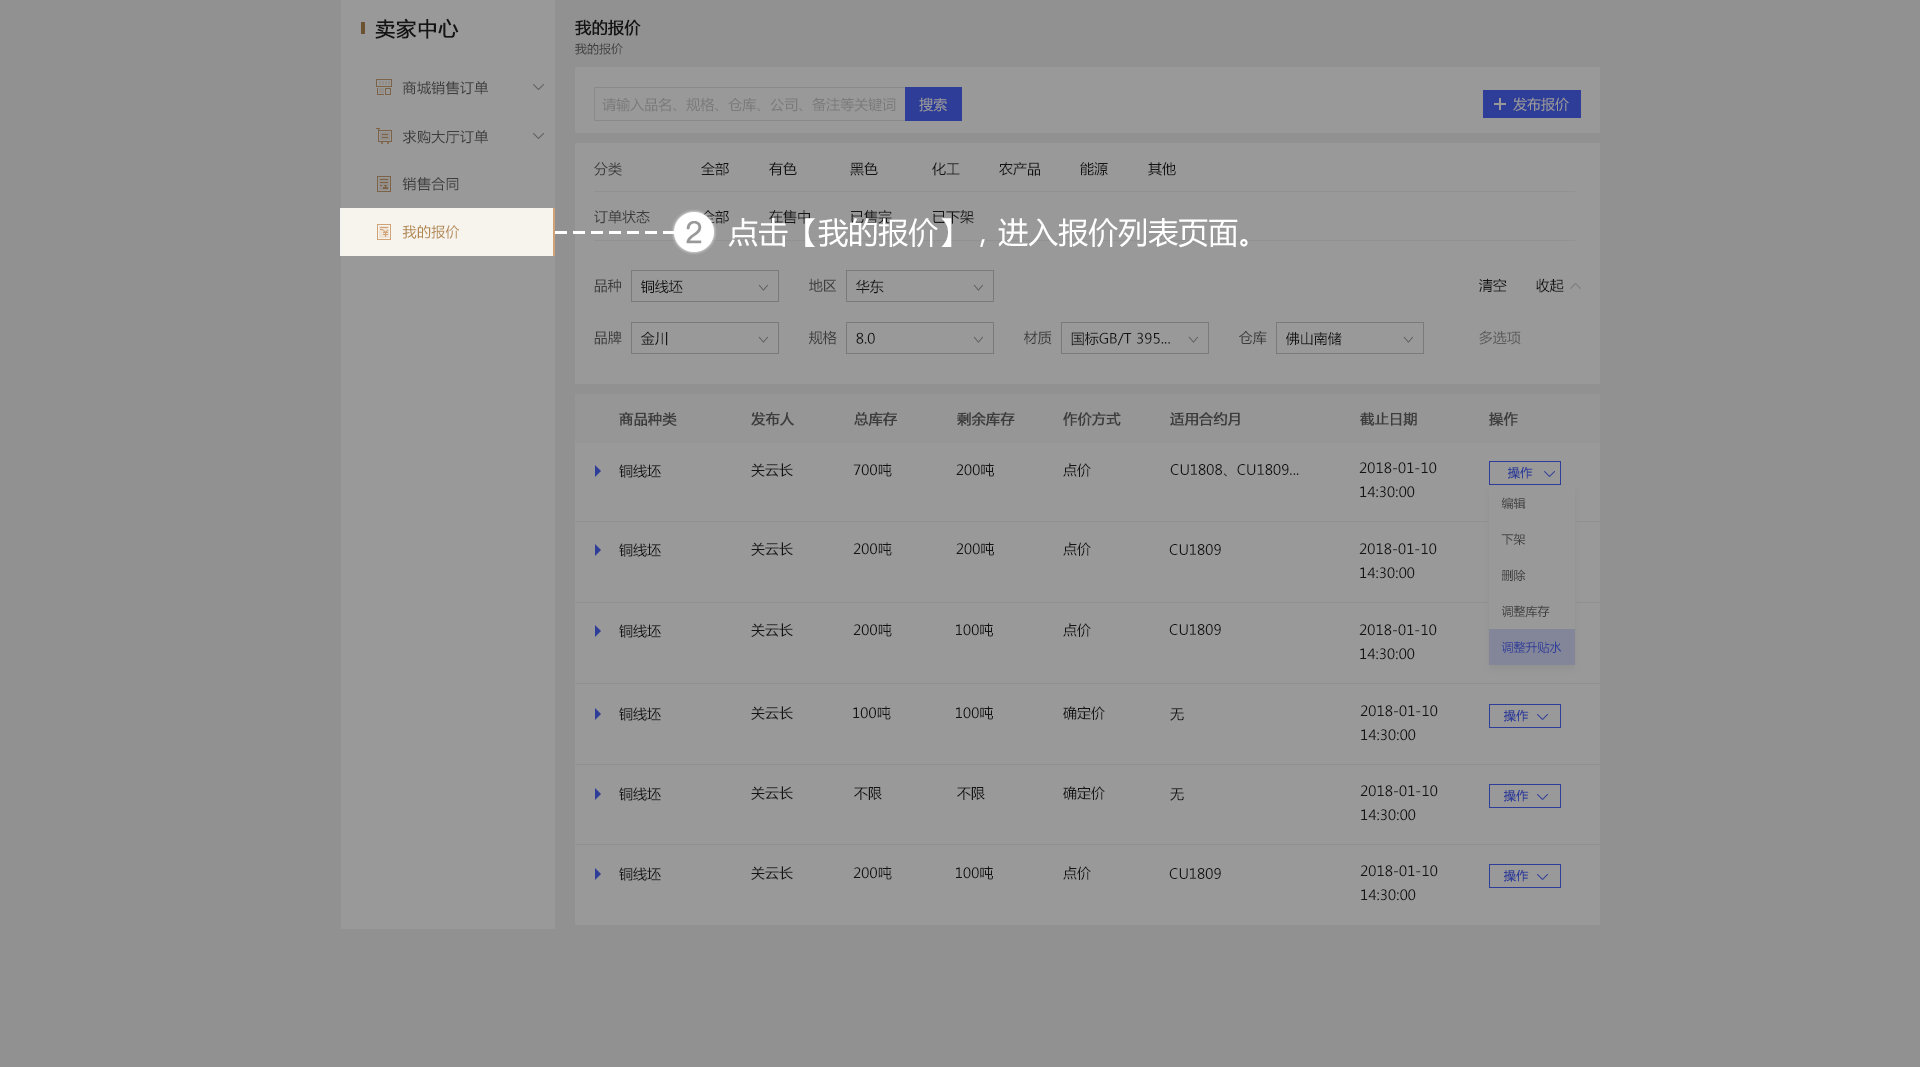 卖家中心
商城销售订单
求购大厅订单
销售合同
我的报价
我的报价
我的报价
请输入品名、规格、仓库、公司、备注等关键词 搜索 发布报价
分类 全部 有色 黑色 化工 农产品 能源 其他
订单状态 全部 在售中 已售完 已下架
2 点击【我的报价】，进入报价列表页面。
品种 铜线坯 地区 华东 清空 收起
品牌 金川 规格 8.0 材质 国标GB/T 395... 仓库 佛山南储 多选项
商品种类 发布人 总库存 剩余库存 作价方式 适用合约月 截止日期 操作
铜线坯 关云长 700吨 200吨 点价 CU1808、CU1809... 2018-01-10 操作
14:30:00
编辑
下架
删除
调整库存
调整升贴水
铜线坯 关云长 200吨 200吨 点价 CU1809 2018-01-10
14:30:00
铜线坯 关云长 200吨 100吨 点价 CU1809 2018-01-10
14:30:00
铜线坯 关云长 100吨 100吨 确定价 无 2018-01-10 操作
14:30:00
铜线坯 关云长 不限 不限 确定价 无 2018-01-10 操作
14:30:00
铜线坯 关云长 200吨 100吨 点价 CU1809 2018-01-10 操作
14:30:00